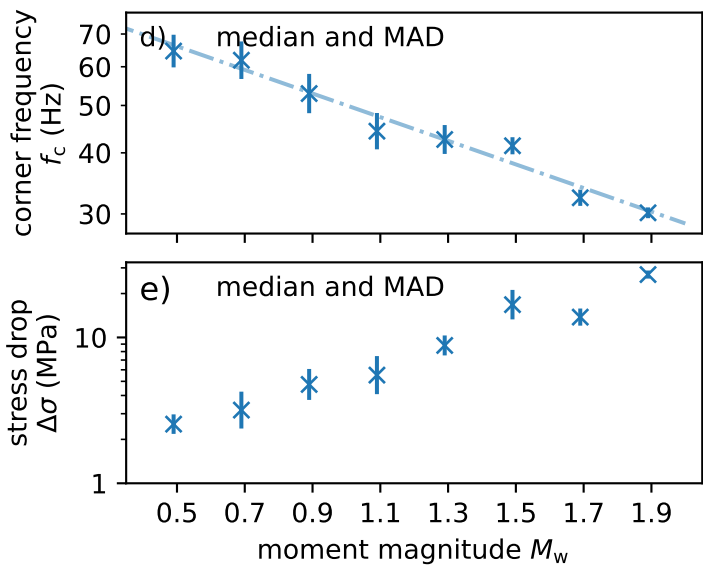 d) median and MAD
70
60
50
40
30
corner frequency
f_c (Hz)
e) median and MAD
10
1
stress drop
Δσ (MPa)
0.5 0.7 0.9 1.1 1.3 1.5 1.7 1.9
moment magnitude M_w